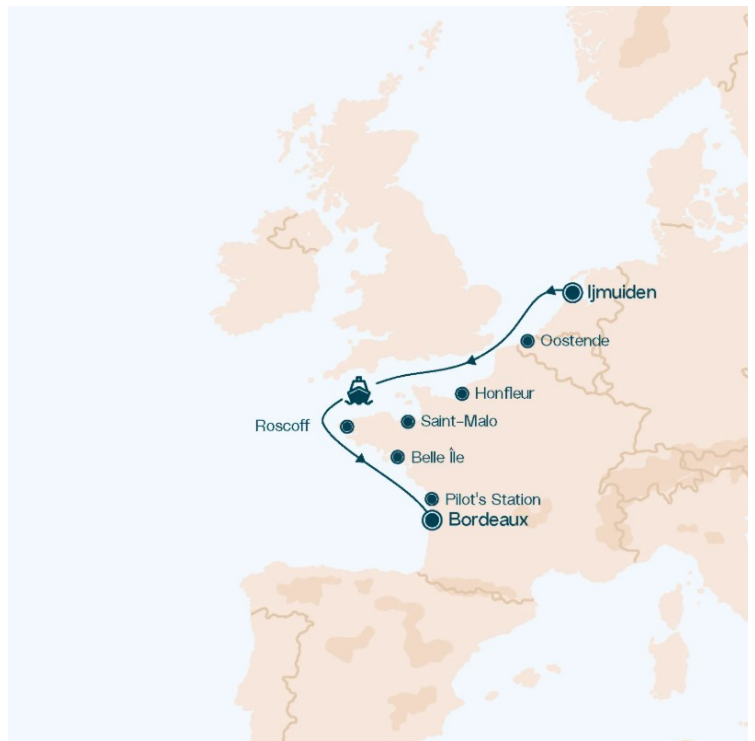 Ijmuiden
Oostende
Honfleur
Saint-Malo
Roscoff
Belle Île
Pilot's Station
Bordeaux